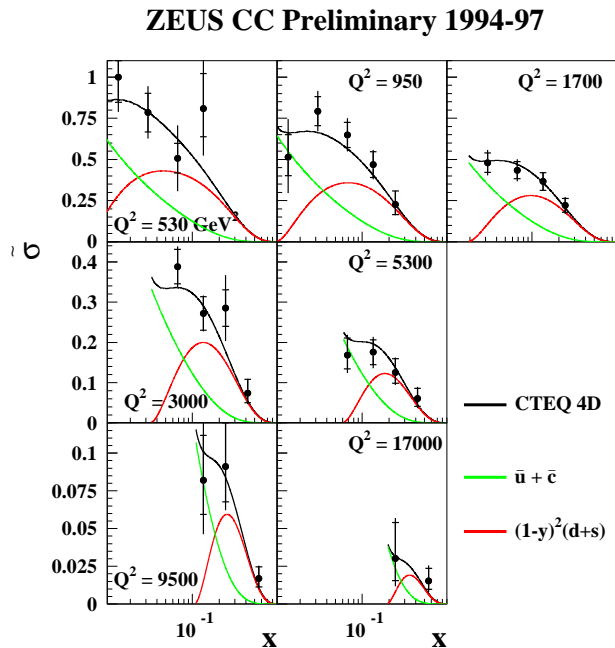 ZEUS CC Preliminary 1994-97
Q² = 950
Q² = 1700
1
0.75
0.5
0.25
0
Q² = 530 GeV²
σ̃
Q² = 5300
0.4
0.3
0.2
0.1
0
Q² = 3000
CTEQ 4D
Q² = 17000
0.1
0.075
0.05
0.025
0
Q² = 9500
ū + c̄
(1-y)²(d+s)
10⁻¹
x
10⁻¹
x